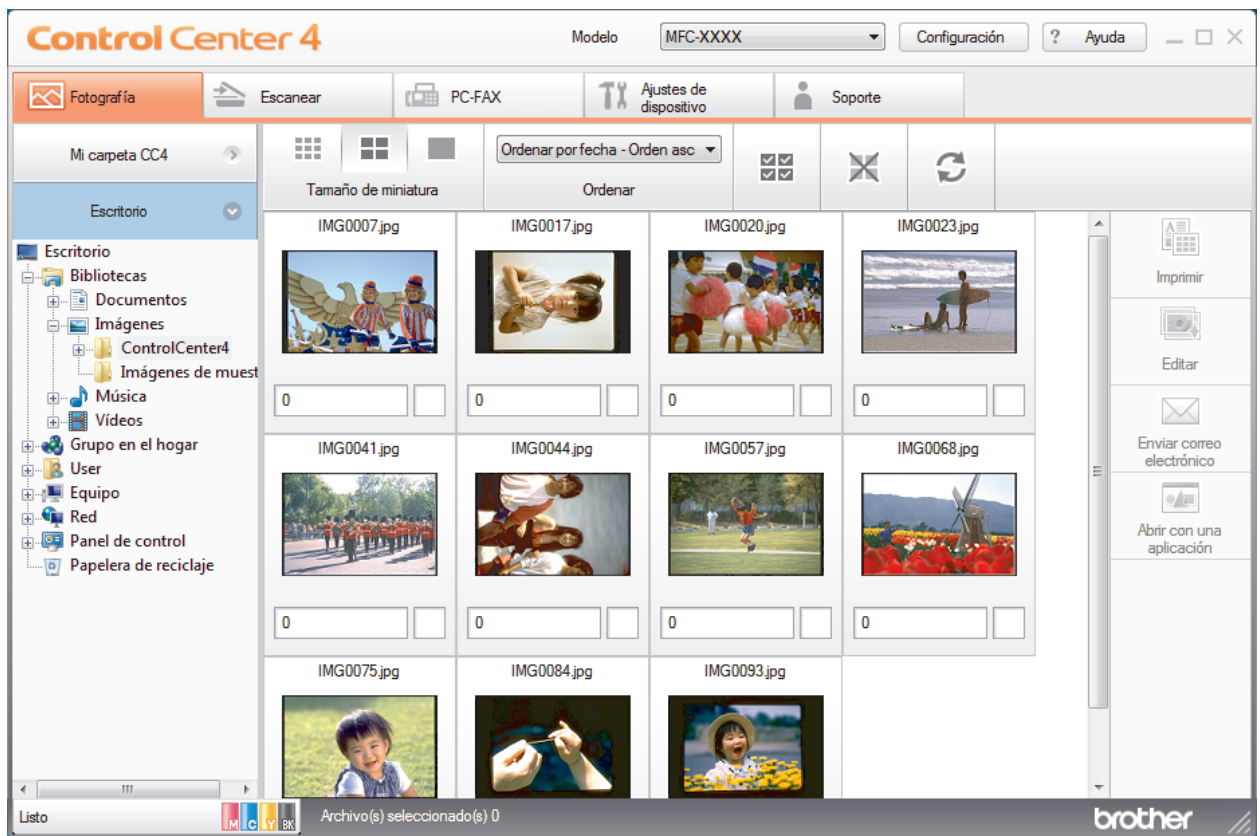 Control Center 4
Modelo
MFC-XXXX
Configuración
? Ayuda
Fotografía
Escanear
PC-FAX
Ajustes de
dispositivo
Soporte
Mi carpeta CC4
Escritorio
Tamaño de miniatura
Ordenar por fecha - Orden asc
Ordenar
Escritorio
Bibliotecas
Documentos
Imágenes
ControlCenter4
Imágenes de muest
Música
Vídeos
Grupo en el hogar
User
Equipo
Red
Panel de control
Papelera de reciclaje
IMG0007.jpg IMG0017.jpg IMG0020.jpg IMG0023.jpg
0 0 0 0
IMG0041.jpg IMG0044.jpg IMG0057.jpg IMG0068.jpg
0 0 0 0
IMG0075.jpg IMG0084.jpg IMG0093.jpg
Imprimir
Editar
Enviar correo
electrónico
Abrir con una
aplicación
Listo
M C Y BK
Archivo(s) seleccionado(s) 0
brother